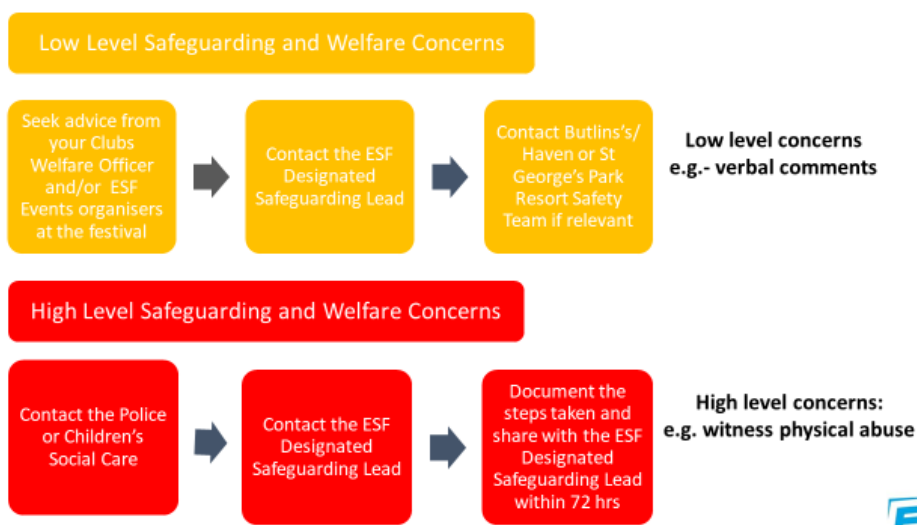 Low Level Safeguarding and Welfare Concerns
Seek advice from
your Clubs
Welfare Officer
and/or ESF
Events organisers
at the festival
Contact the ESF
Designated
Safeguarding Lead
Contact Butlins's/
Haven or St
George's Park
Resort Safety
Team if relevant
Low level concerns
e.g.- verbal comments
High Level Safeguarding and Welfare Concerns
Contact the Police
or Children's
Social Care
Contact the ESF
Designated
Safeguarding Lead
Document the
steps taken and
share with the ESF
Designated
Safeguarding Lead
within 72 hrs
High level concerns:
e.g. witness physical abuse